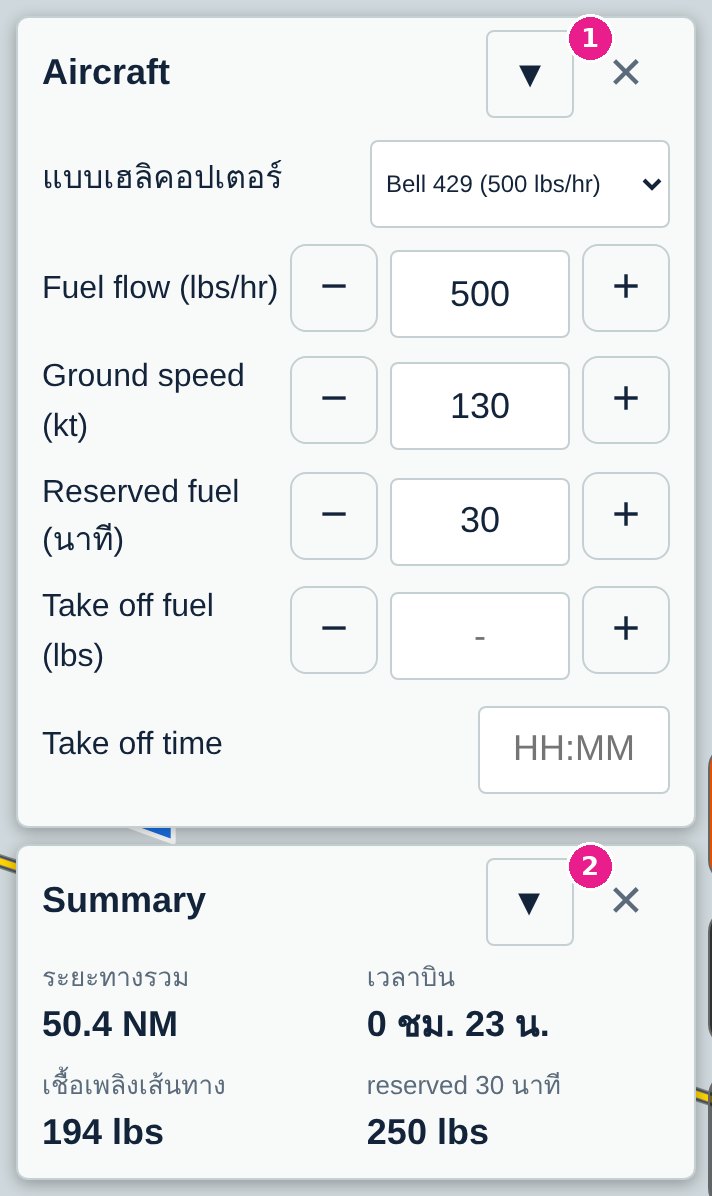 Aircraft
▼
1
×
แบบเฮลิคอปเตอร์
Bell 429 (500 lbs/hr)
Fuel flow (lbs/hr)
−
500
+
Ground speed
(kt)
−
130
+
Reserved fuel
(นาที)
−
30
+
Take off fuel
(lbs)
−
-
+
Take off time
HH:MM
Summary
▼
2
×
ระยะทางรวม
เวลาบิน
50.4 NM
0 ชม. 23 น.
เชื้อเพลิงเส้นทาง
reserved 30 นาที
194 lbs
250 lbs